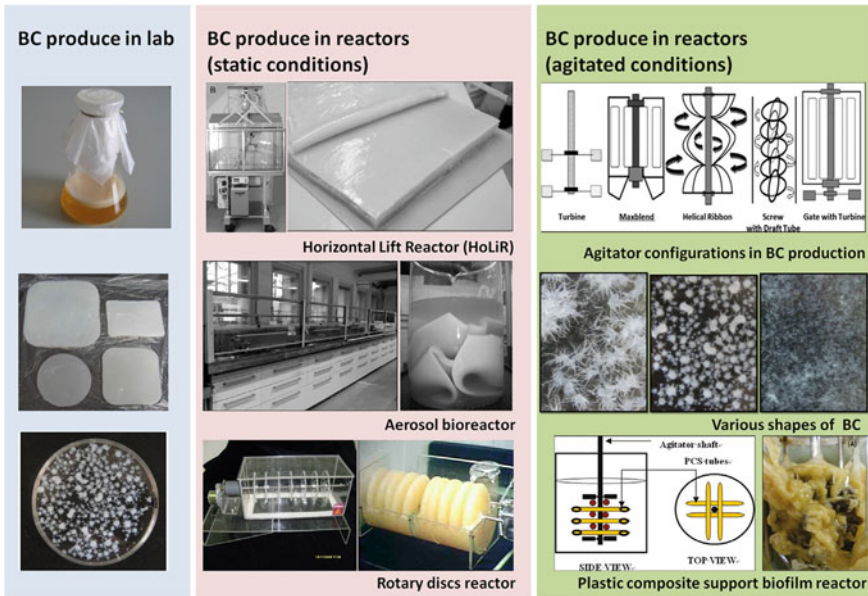 BC produce in lab
BC produce in reactors
(static conditions)
B
Horizontal Lift Reactor (HoLiR)
Aerosol bioreactor
Rotary discs reactor
BC produce in reactors
(agitated conditions)
Turbine
Maxblend
Helical Ribbon
Screw
with Draft Tube
Gate with Turbine
Agitator configurations in BC production
Various shapes of BC
Agitator shaft
PCS tubes
SIDE VIEW
TOP VIEW
Plastic composite support biofilm reactor